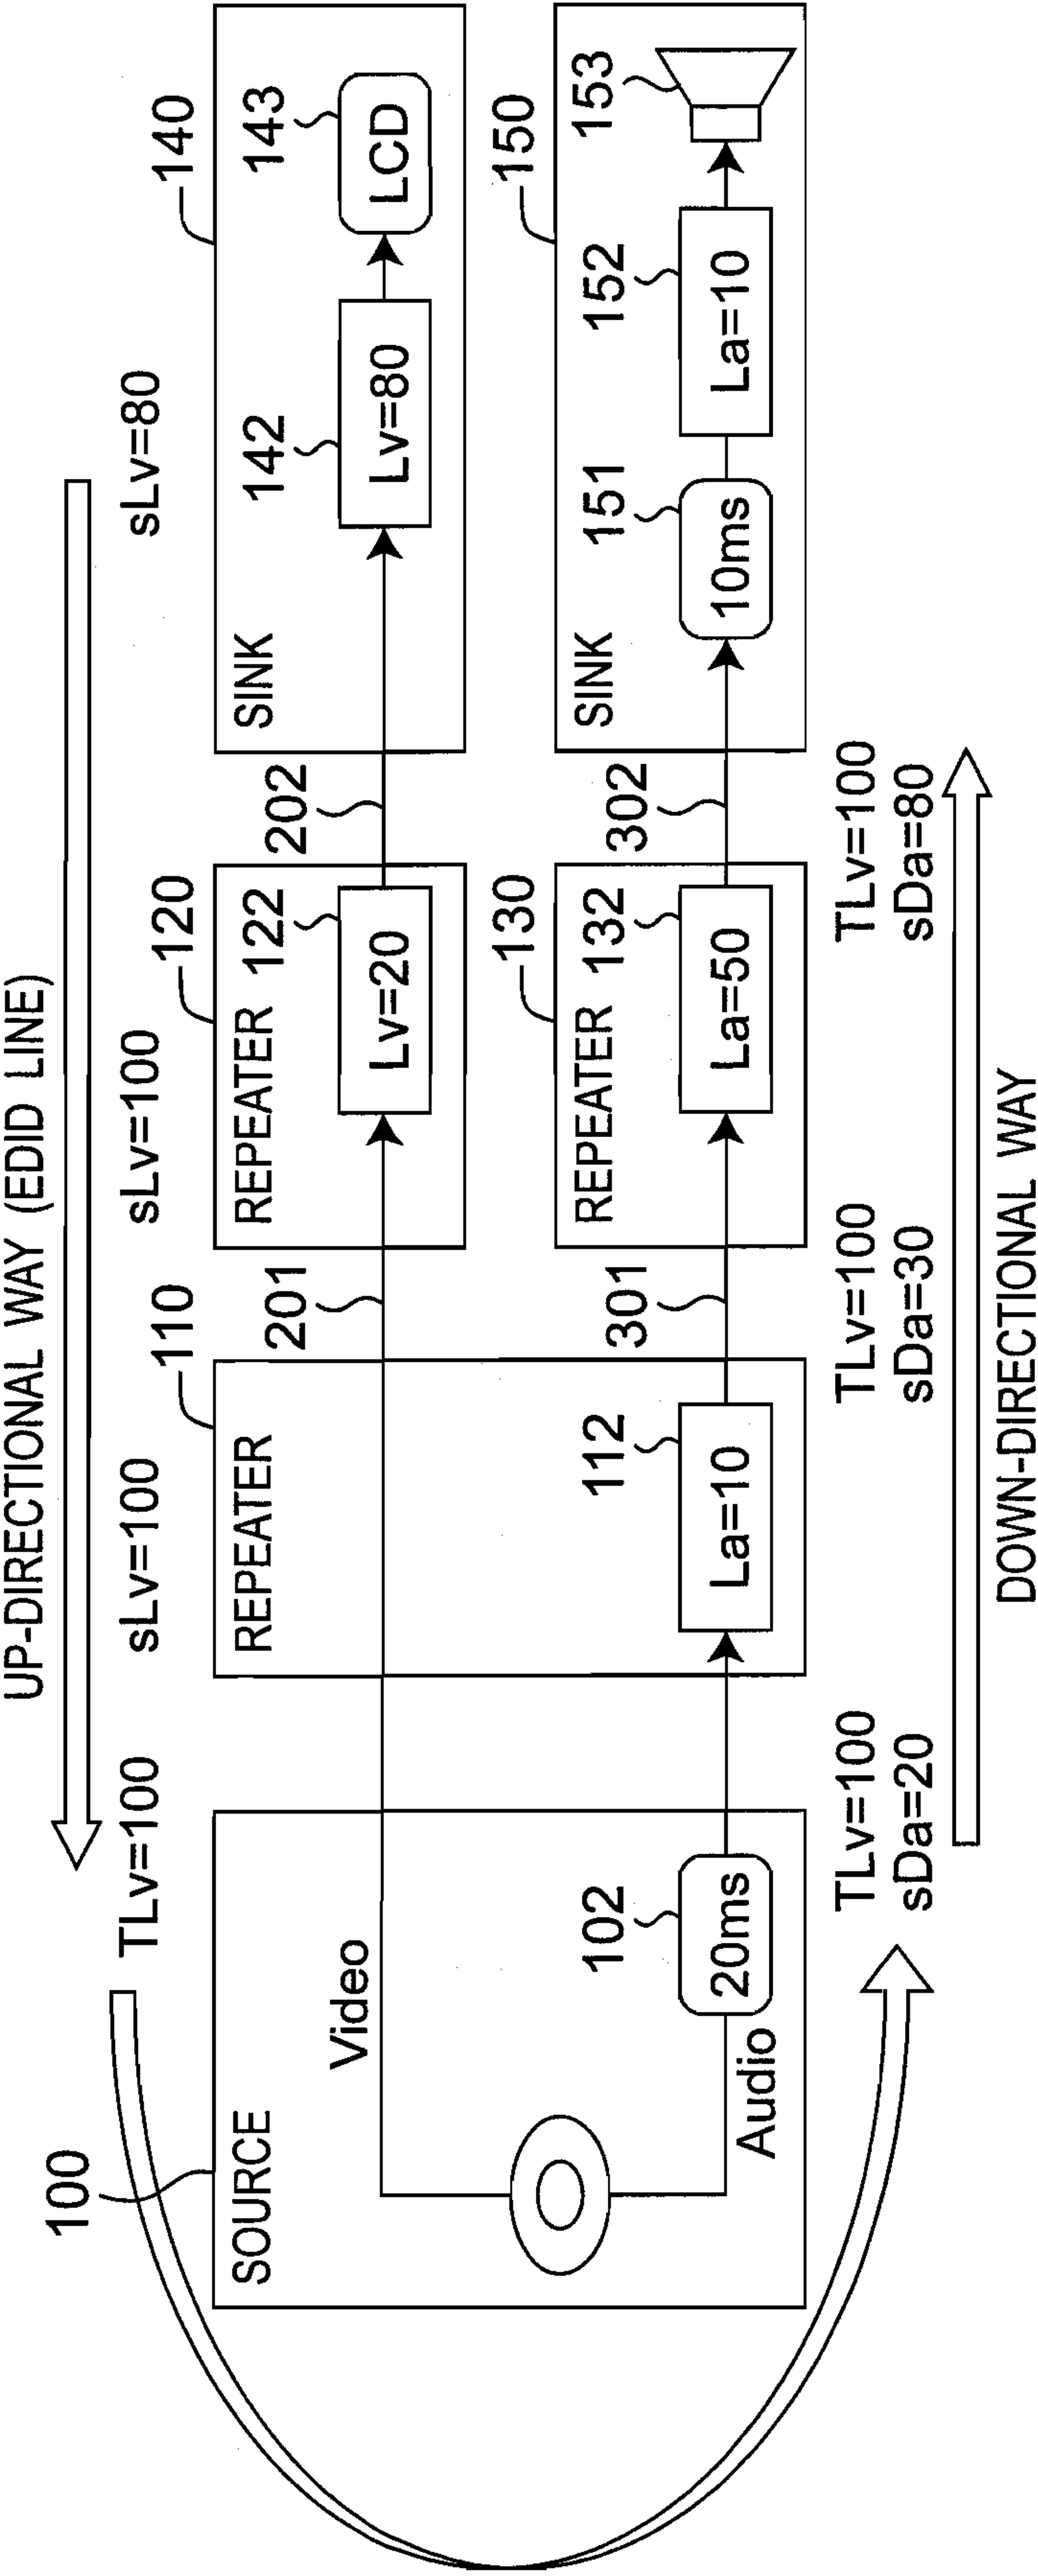 UP-DIRECTIONAL WAY (EDID LINE)
TLv=100
sLv=100
sLv=100
sLv=80
100
110
120
140
SOURCE
REPEATER
REPEATER
SINK
Video
201
122
Lv=20
202
142
Lv=80
143
LCD
130
150
REPEATER
SINK
Audio
102
20ms
112
La=10
301
132
La=50
302
151
10ms
152
La=10
153
TLv=100
sDa=20
TLv=100
sDa=30
TLv=100
sDa=80
DOWN-DIRECTIONAL WAY